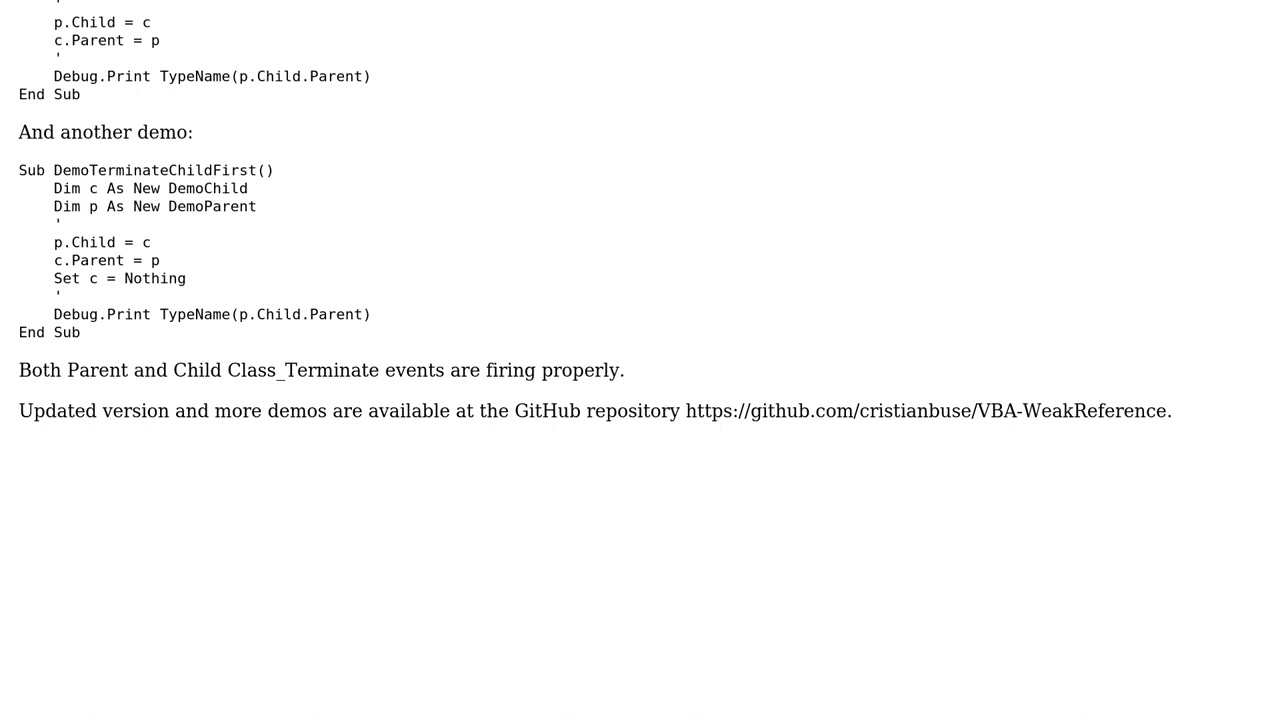 '
    p.Child = c
    c.Parent = p
    '
    Debug.Print TypeName(p.Child.Parent)
End Sub
And another demo:
Sub DemoTerminateChildFirst()
    Dim c As New DemoChild
    Dim p As New DemoParent
    '
    p.Child = c
    c.Parent = p
    Set c = Nothing
    '
    Debug.Print TypeName(p.Child.Parent)
End Sub
Both Parent and Child Class_Terminate events are firing properly.
Updated version and more demos are available at the GitHub repository https://github.com/cristianbuse/VBA-WeakReference.